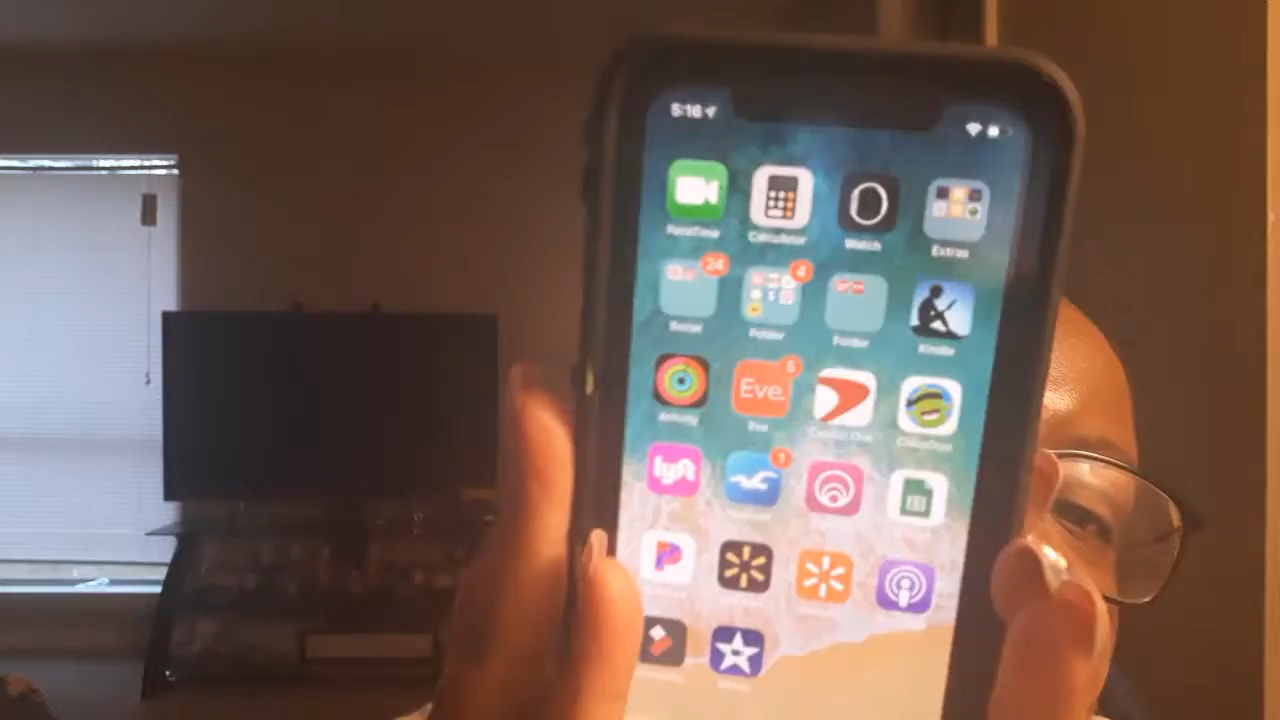 5:16
FaceTime Calculator Watch Extras
24 4
Social Folder Folder Kindle
5
Eve.
Activity Eve Capital One
lyft 1